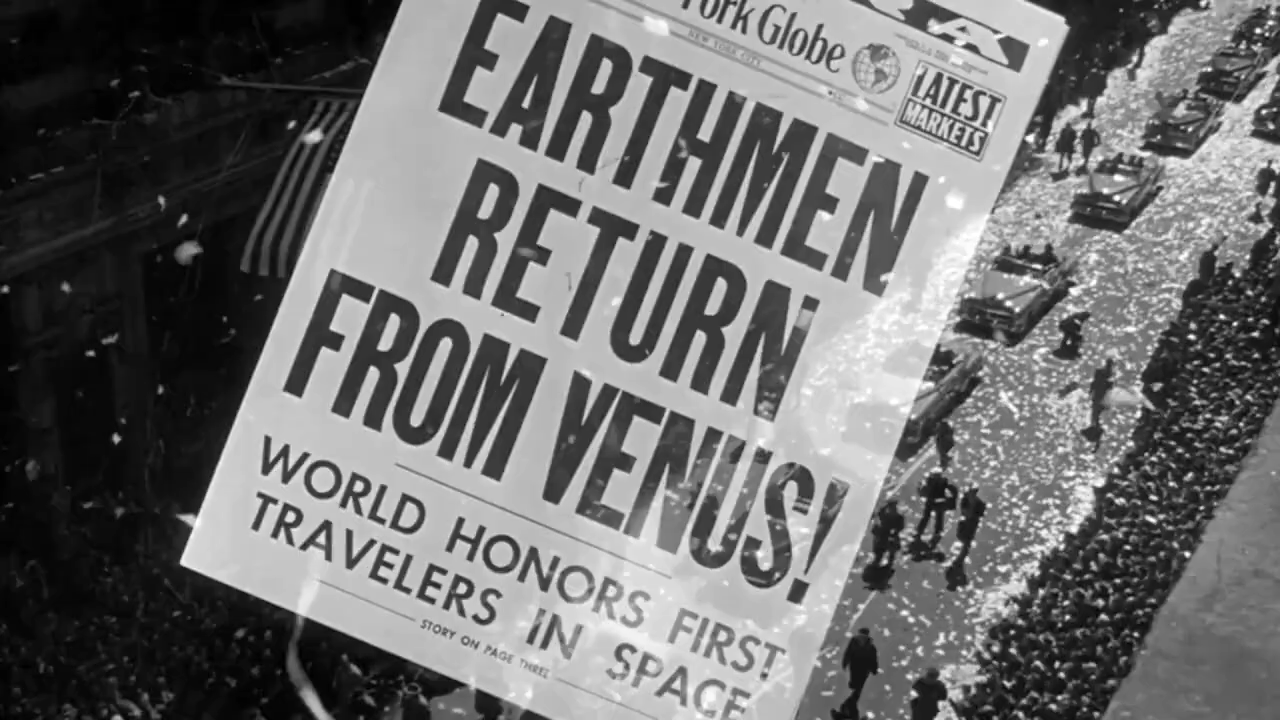 York Globe
NEW YORK CITY
LATEST
MARKETS
EARTHMEN
RETURN
FROM VENUS!
WORLD HONORS FIRST
TRAVELERS IN SPACE
STORY ON PAGE THREE